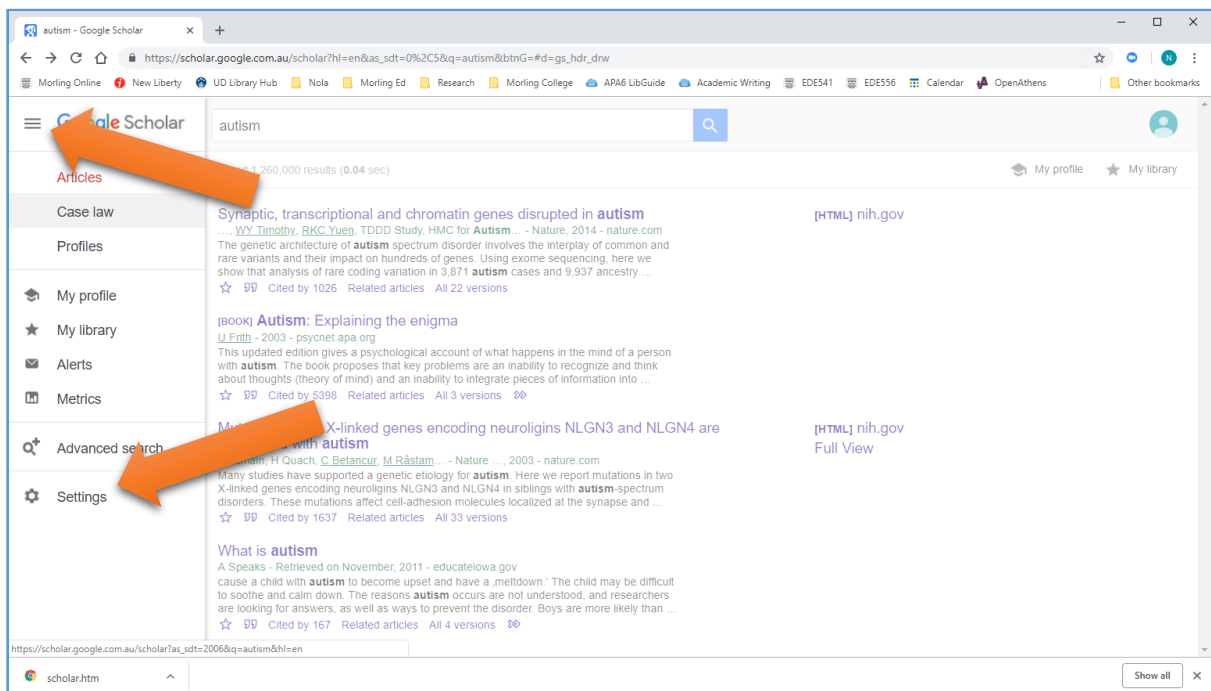 autism - Google Scholar
https://scholar.google.com.au/scholar?hl=en&as_sdt=0%2C5&q=autism&btnG=#d=gs_hdr_drw
N
Morling Online New Liberty UD Library Hub Nola Morling Ed Research Morling College APA6 LibGuide Academic Writing EDE541 EDE556 Calendar OpenAthens Other bookmarks
Google Scholar
autism
1,260,000 results (0.04 sec)
My profile My library
Articles
Case law
Profiles
My profile
My library
Alerts
Metrics
Advanced search
Settings
Synaptic, transcriptional and chromatin genes disrupted in autism
…, WY Timothy, RKC Yuen, TDDD Study, HMC for Autism… - Nature, 2014 - nature.com
The genetic architecture of autism spectrum disorder involves the interplay of common and
rare variants and their impact on hundreds of genes. Using exome sequencing, here we
show that analysis of rare coding variation in 3,871 autism cases and 9,937 ancestry …
Cited by 1026 Related articles All 22 versions
[HTML] nih.gov
[BOOK] Autism: Explaining the enigma
U Frith - 2003 - psycnet.apa.org
This updated edition gives a psychological account of what happens in the mind of a person
with autism. The book proposes that key problems are an inability to recognize and think
about thoughts (theory of mind) and an inability to integrate pieces of information into …
Cited by 5398 Related articles All 3 versions
X-linked genes encoding neuroligins NLGN3 and NLGN4 are
with autism
H Quach, C Betancur, M Råstam… - Nature …, 2003 - nature.com
Many studies have supported a genetic etiology for autism. Here we report mutations in two
X-linked genes encoding neuroligins NLGN3 and NLGN4 in siblings with autism-spectrum
disorders. These mutations affect cell-adhesion molecules localized at the synapse and …
Cited by 1637 Related articles All 33 versions
[HTML] nih.gov
Full View
What is autism
A Speaks - Retrieved on November, 2011 - educateiowa.gov
cause a child with autism to become upset and have a ‚meltdown.' The child may be difficult
to soothe and calm down. The reasons autism occurs are not understood, and researchers
are looking for answers, as well as ways to prevent the disorder. Boys are more likely than …
Cited by 167 Related articles All 4 versions
https://scholar.google.com.au/scholar?as_sdt=2006&q=autism&hl=en
scholar.htm
Show all